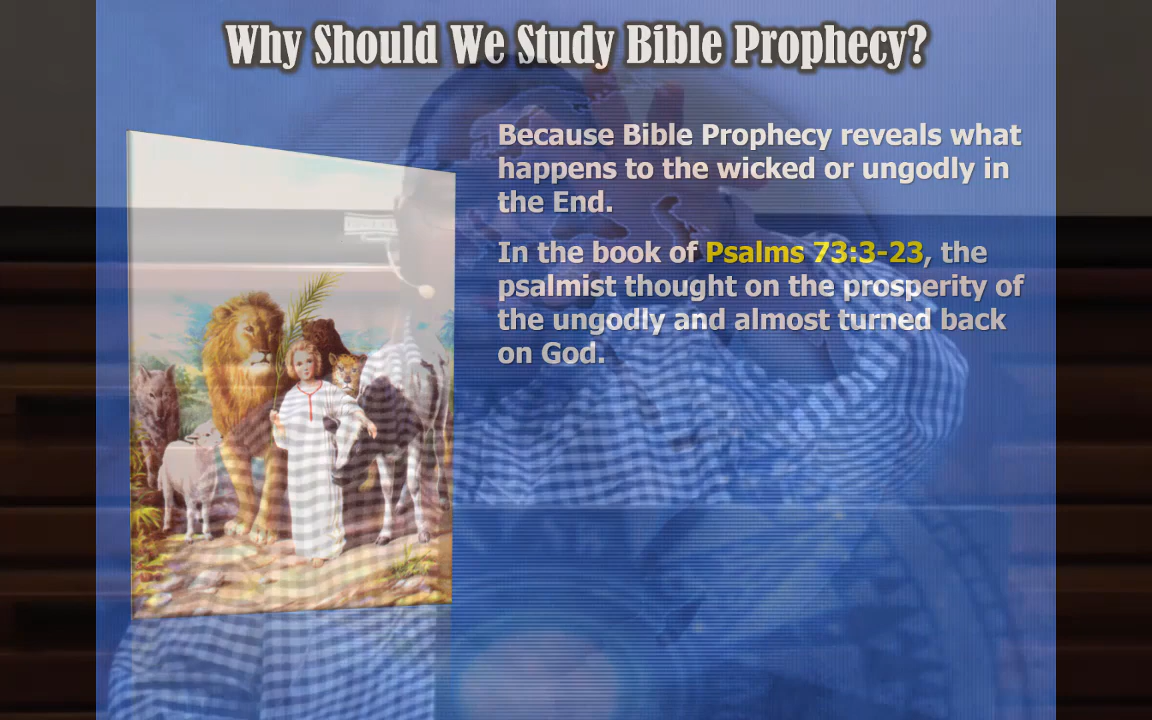 Why Should We Study Bible Prophecy?
Because Bible Prophecy reveals what
happens to the wicked or ungodly in
the End.
In the book of Psalms 73:3-23, the
psalmist thought on the prosperity of
the ungodly and almost turned back
on God.